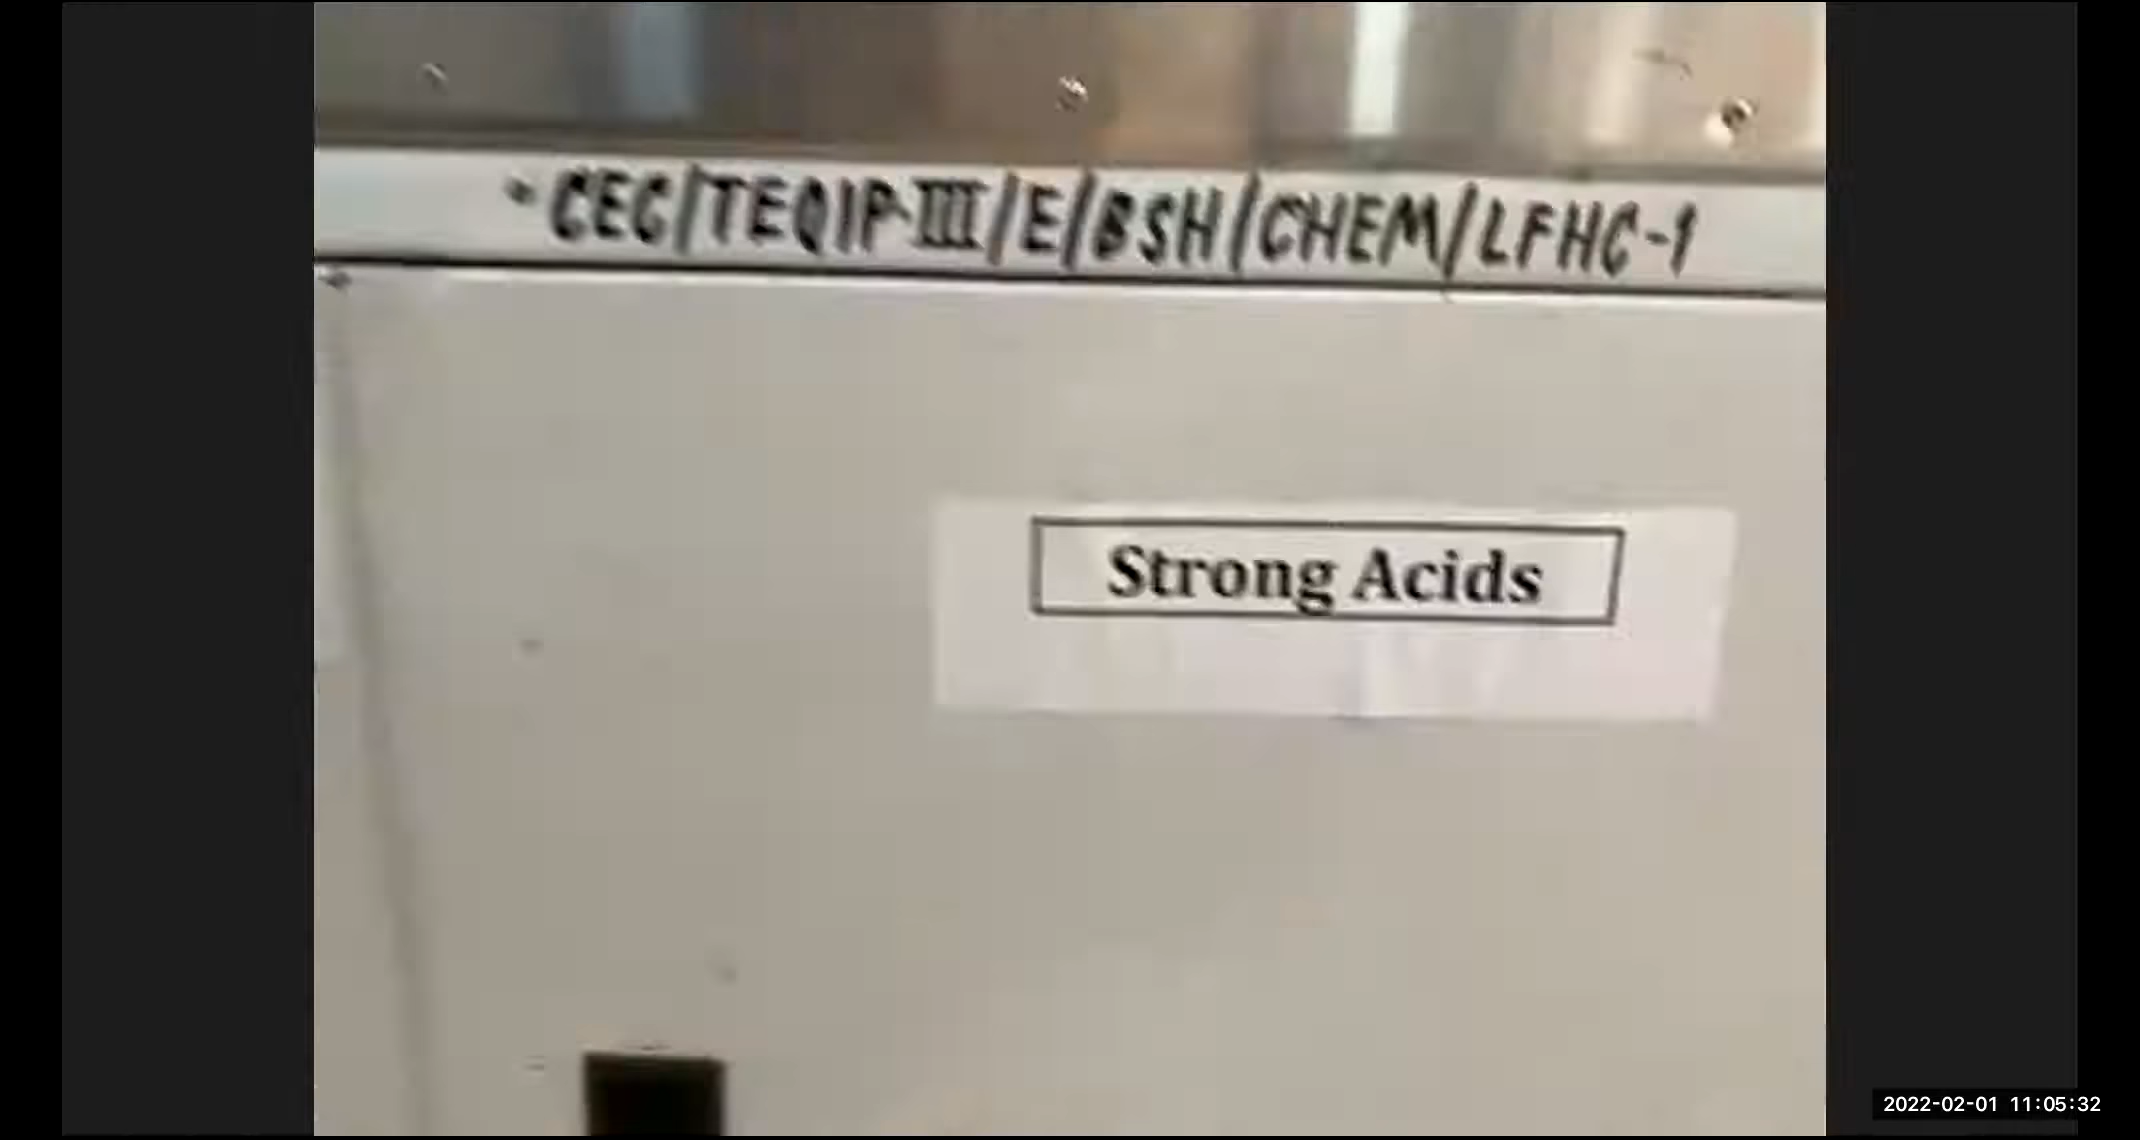 -CEC/TEQIP-III/E/BSH/CHEM/LFHC-1
Strong Acids
2022-02-01 11:05:32